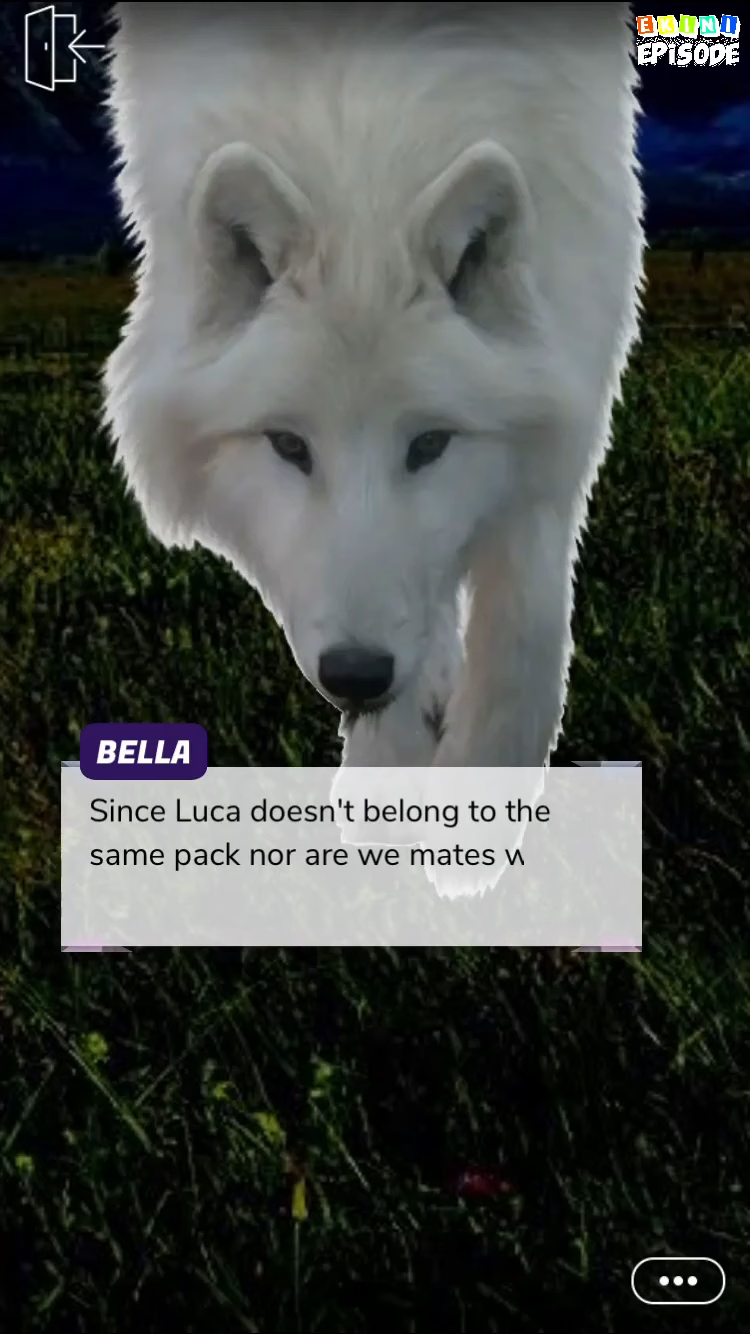 EKINI
EPISODE
BELLA
Since Luca doesn't belong to the
same pack nor are we mates